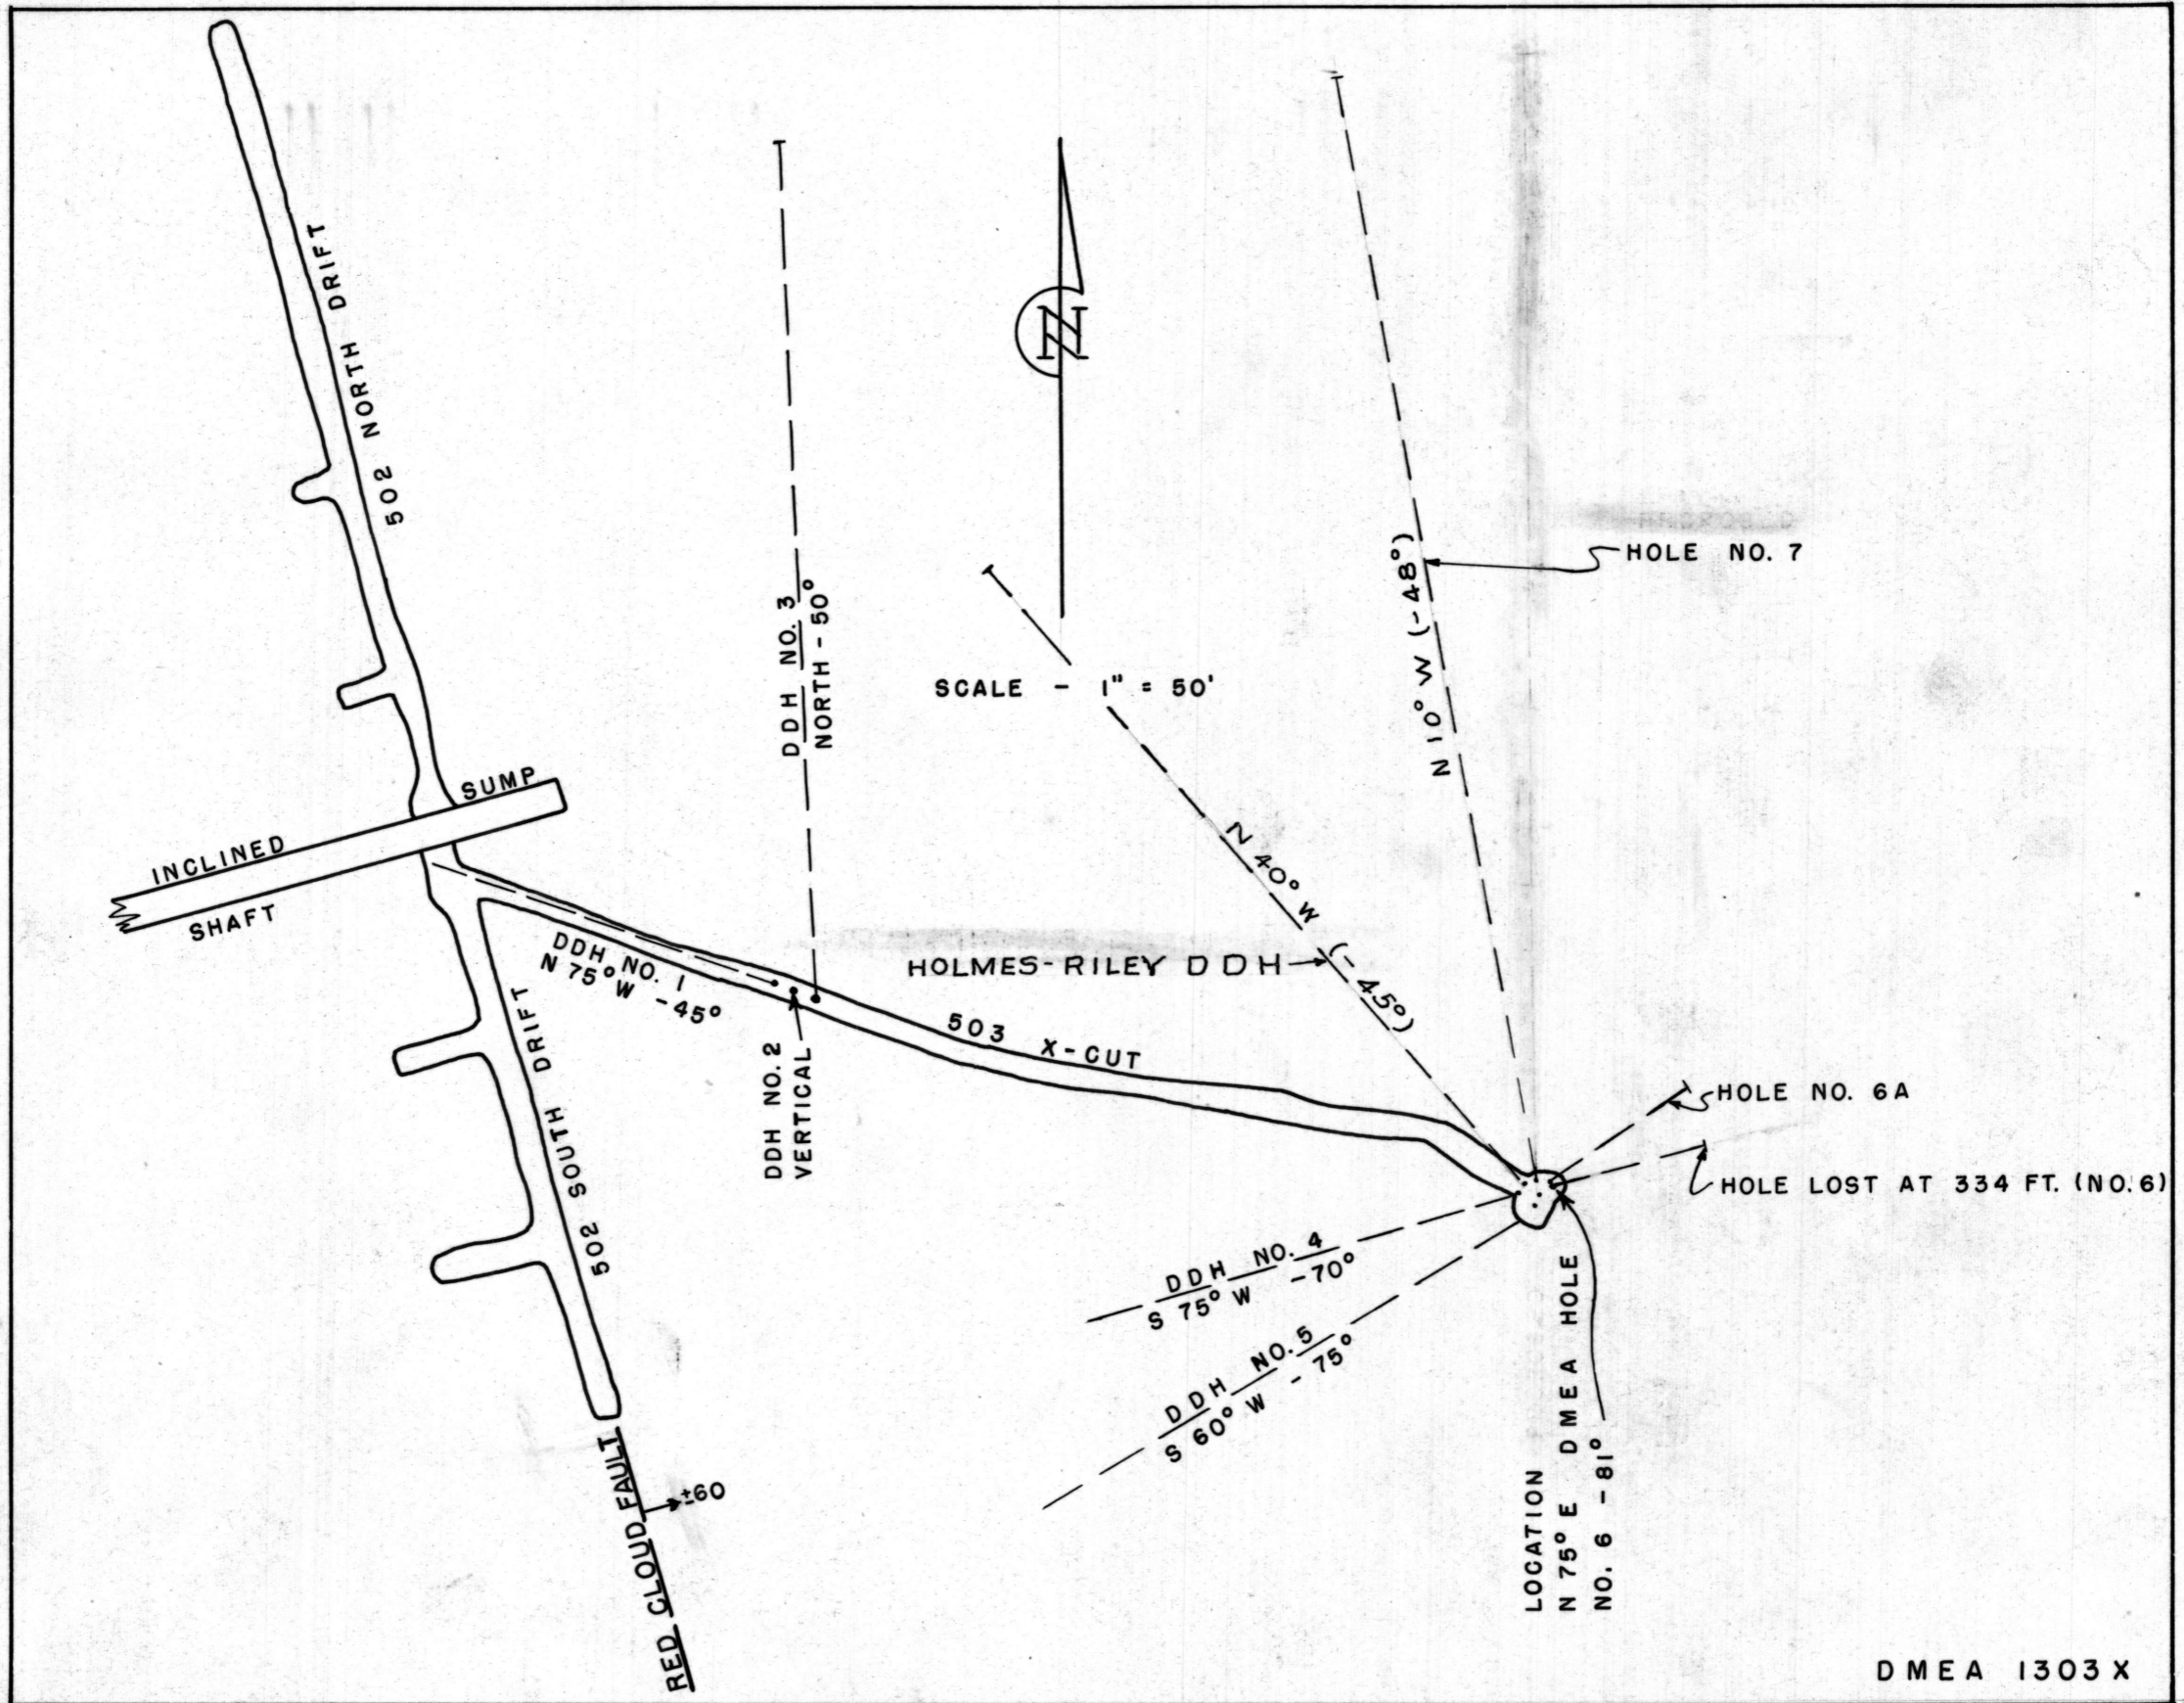 502 NORTH DRIFT
DDH NO. 3
NORTH - 50°
N
SCALE - 1" = 50'
N 10° W (-48°)
HOLE NO. 7
SUMP
INCLINED
SHAFT
N 40° W (-45°)
HOLMES-RILEY DDH
DDH NO. 1
N 75° W -45°
DDH NO. 2
VERTICAL
503 X-CUT
502 SOUTH DRIFT
HOLE NO. 6A
HOLE LOST AT 334 FT. (NO. 6)
DDH NO. 4
S 75° W -70°
DDH NO. 5
S 60° W - 75°
LOCATION
N 75° E DMEA HOLE
NO. 6 -81°
RED CLOUD FAULT
±60
DMEA 1303X